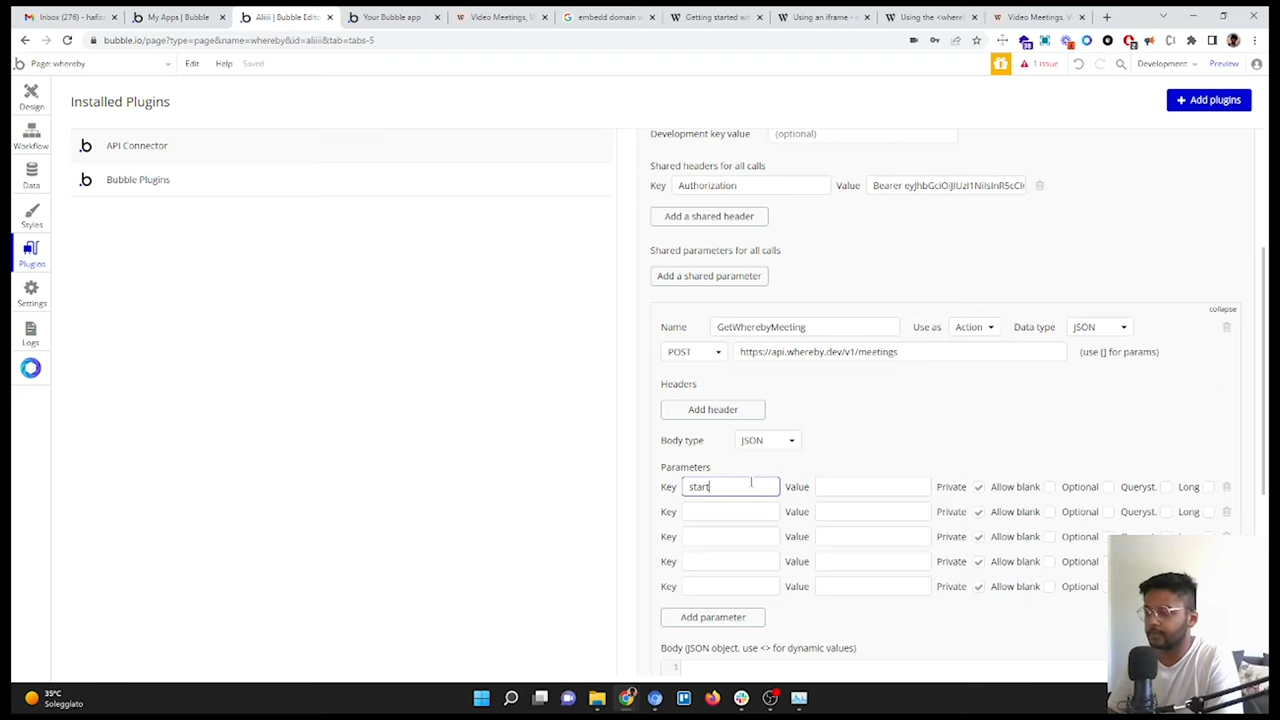 Inbox (276) - hafis
My Apps | Bubble
Aliiii | Bubble Edito
Your Bubble app
Video Meetings, V
embedd domain w
Getting started wit
Using an iframe - d
Using the <whereb
Video Meetings, V
bubble.io/page?type=page&name=whereby&id=aliiii&tab=tabs-5
Page: whereby
Edit
Help
Saved
1 issue
Development
Preview
Design
Workflow
Data
Styles
Plugins
Settings
Logs
Installed Plugins
Add plugins
API Connector
Bubble Plugins
Development key value (optional)
Shared headers for all calls
Key Authorization Value Bearer eyJhbGciOiJIUzI1NiIsInR5cCI
Add a shared header
Shared parameters for all calls
Add a shared parameter
collapse
Name GetWherebyMeeting Use as Action Data type JSON
POST https://api.whereby.dev/v1/meetings (use [] for params)
Headers
Add header
Body type JSON
Parameters
Key start Value Private Allow blank Optional Queryst. Long
Key Value Private Allow blank Optional Queryst. Long
Key Value Private Allow blank Optional
Key Value Private Allow blank Optional
Key Value Private Allow blank Optional
Add parameter
Body (JSON object, use <> for dynamic values)
1
35°C
Soleggiato